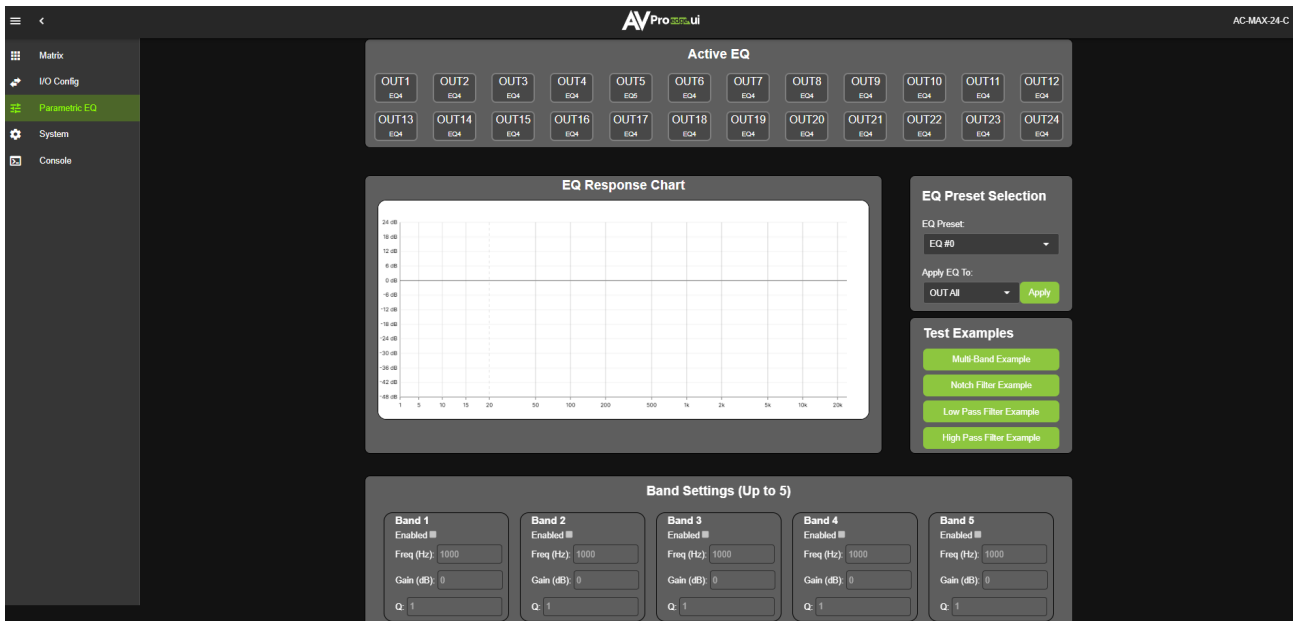 AVPro edge.ui
AC-MAX-24-C
Matrix
I/O Config
Parametric EQ
System
Console
Active EQ
OUT1 OUT2 OUT3 OUT4 OUT5 OUT6 OUT7 OUT8 OUT9 OUT10 OUT11 OUT12
EQ4 EQ4 EQ4 EQ4 EQ5 EQ4 EQ4 EQ4 EQ4 EQ4 EQ4 EQ4
OUT13 OUT14 OUT15 OUT16 OUT17 OUT18 OUT19 OUT20 OUT21 OUT22 OUT23 OUT24
EQ4 EQ4 EQ4 EQ4 EQ4 EQ4 EQ4 EQ4 EQ4 EQ4 EQ4 EQ4
EQ Response Chart
24 dB
18 dB
12 dB
6 dB
0 dB
-6 dB
-12 dB
-18 dB
-24 dB
-30 dB
-36 dB
-42 dB
-48 dB
1 5 10 15 20 50 100 200 500 1k 2k 5k 10k 20k
EQ Preset Selection
EQ Preset:
EQ #0
Apply EQ To:
OUT All Apply
Test Examples
Multi-Band Example
Notch Filter Example
Low Pass Filter Example
High Pass Filter Example
Band Settings (Up to 5)
Band 1 Band 2 Band 3 Band 4 Band 5
Enabled Enabled Enabled Enabled Enabled
Freq (Hz): 1000 Freq (Hz): 1000 Freq (Hz): 1000 Freq (Hz): 1000 Freq (Hz): 1000
Gain (dB): 0 Gain (dB): 0 Gain (dB): 0 Gain (dB): 0 Gain (dB): 0
Q: 1 Q: 1 Q: 1 Q: 1 Q: 1